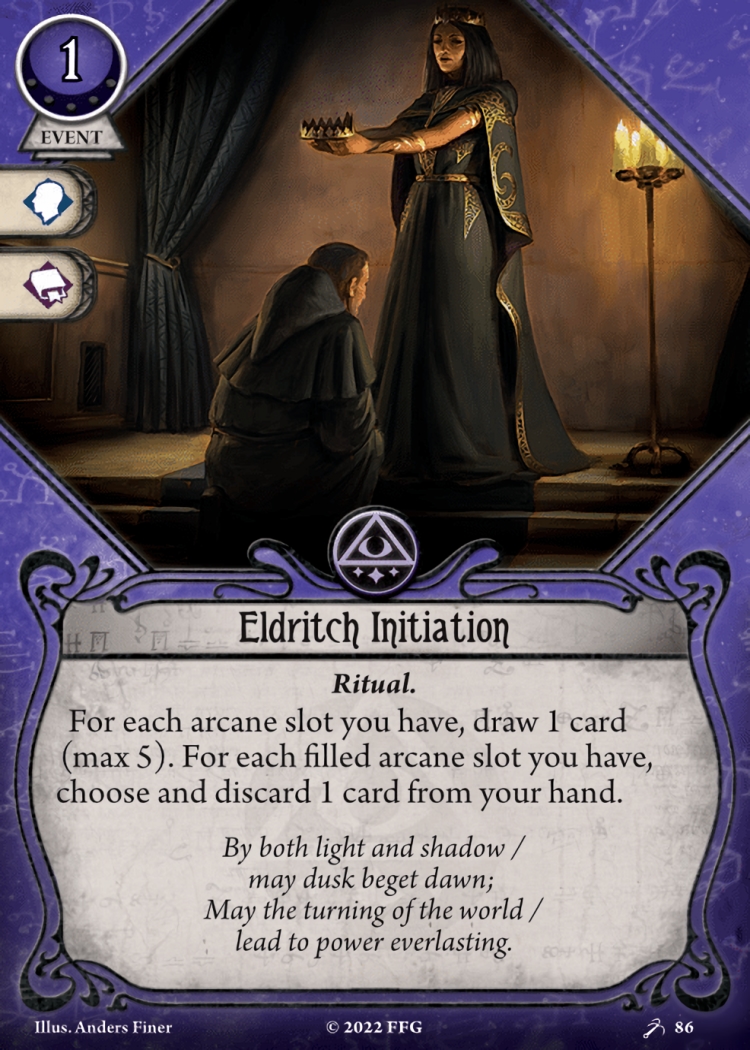 1
EVENT
Eldritch Initiation
Ritual.
For each arcane slot you have, draw 1 card
(max 5). For each filled arcane slot you have,
choose and discard 1 card from your hand.
By both light and shadow /
may dusk beget dawn;
May the turning of the world /
lead to power everlasting.
Illus. Anders Finer
© 2022 FFG
86